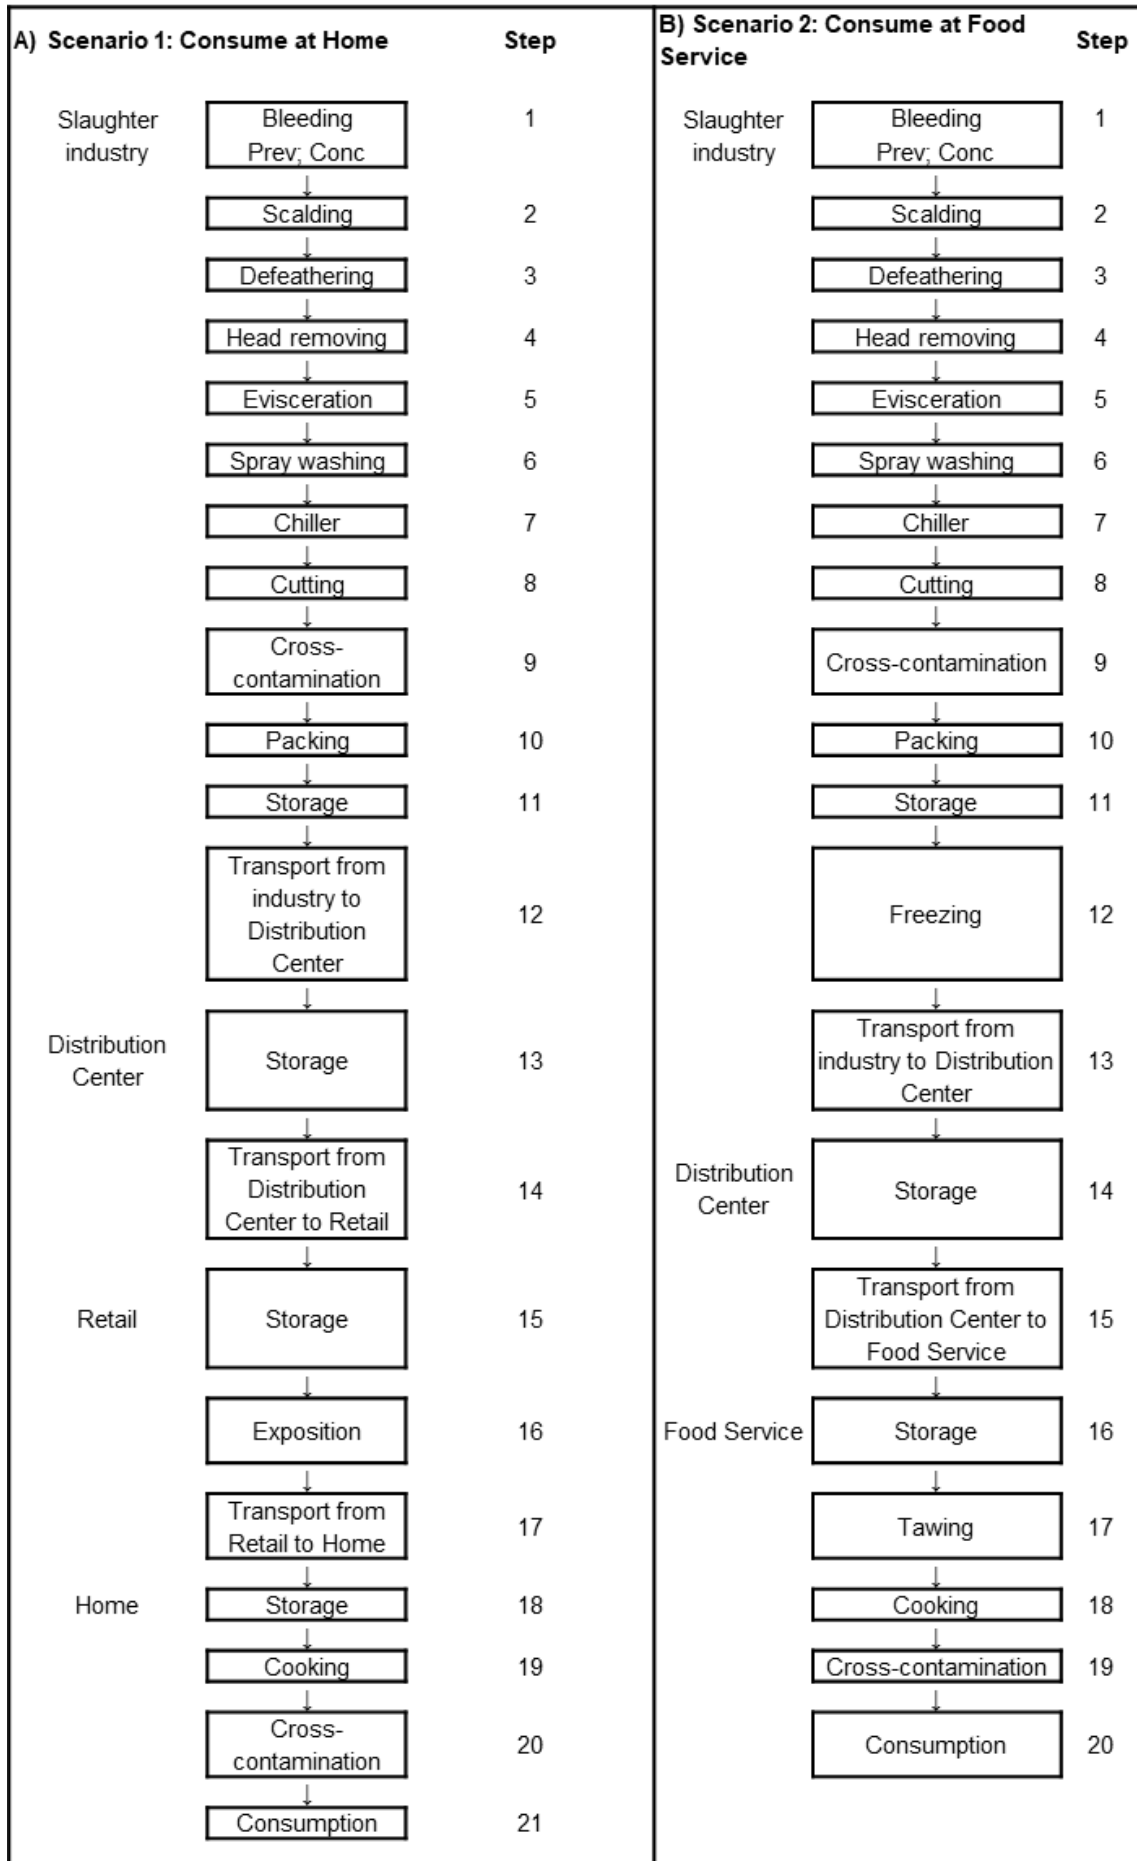 A) Scenario 1: Consume at Home
Step
Slaughter
industry
Bleeding
Prev; Conc
1
Scalding
2
Defeathering
3
Head removing
4
Evisceration
5
Spray washing
6
Chiller
7
Cutting
8
Cross-
contamination
9
Packing
10
Storage
11
Transport from
industry to
Distribution
Center
12
Distribution
Center
Storage
13
Transport from
Distribution
Center to Retail
14
Retail
Storage
15
Exposition
16
Transport from
Retail to Home
17
Home
Storage
18
Cooking
19
Cross-
contamination
20
Consumption
21
B) Scenario 2: Consume at Food
Service
Step
Slaughter
industry
Bleeding
Prev; Conc
1
Scalding
2
Defeathering
3
Head removing
4
Evisceration
5
Spray washing
6
Chiller
7
Cutting
8
Cross-contamination
9
Packing
10
Storage
11
Freezing
12
Transport from
industry to Distribution
Center
13
Distribution
Center
Storage
14
Transport from
Distribution Center to
Food Service
15
Food Service
Storage
16
Tawing
17
Cooking
18
Cross-contamination
19
Consumption
20